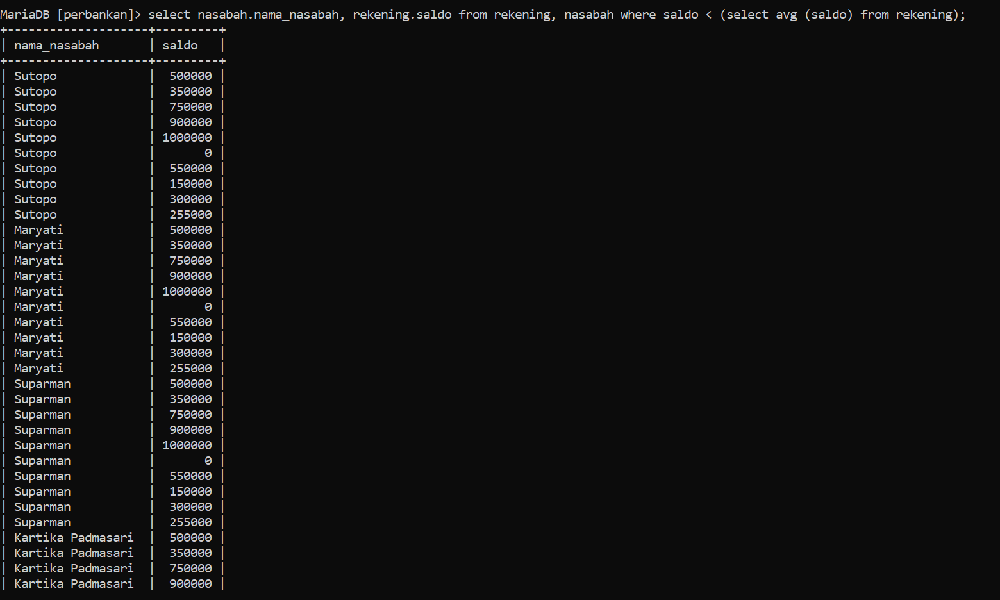 MariaDB [perbankan]> select nasabah.nama_nasabah, rekening.saldo from rekening, nasabah where saldo < (select avg (saldo) from rekening);
+--------------------+---------+
| nama_nasabah       | saldo   |
+--------------------+---------+
| Sutopo             |  500000 |
| Sutopo             |  350000 |
| Sutopo             |  750000 |
| Sutopo             |  900000 |
| Sutopo             | 1000000 |
| Sutopo             |       0 |
| Sutopo             |  550000 |
| Sutopo             |  150000 |
| Sutopo             |  300000 |
| Sutopo             |  255000 |
| Maryati            |  500000 |
| Maryati            |  350000 |
| Maryati            |  750000 |
| Maryati            |  900000 |
| Maryati            | 1000000 |
| Maryati            |       0 |
| Maryati            |  550000 |
| Maryati            |  150000 |
| Maryati            |  300000 |
| Maryati            |  255000 |
| Suparman           |  500000 |
| Suparman           |  350000 |
| Suparman           |  750000 |
| Suparman           |  900000 |
| Suparman           | 1000000 |
| Suparman           |       0 |
| Suparman           |  550000 |
| Suparman           |  150000 |
| Suparman           |  300000 |
| Suparman           |  255000 |
| Kartika Padmasari  |  500000 |
| Kartika Padmasari  |  350000 |
| Kartika Padmasari  |  750000 |
| Kartika Padmasari  |  900000 |